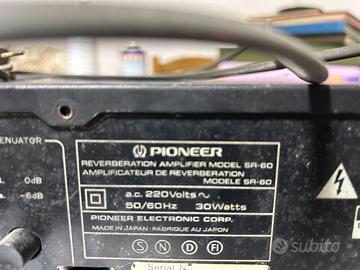 PIONEER
REVERBERATION AMPLIFIER MODEL SR-60
AMPLIFICATEUR DE REVERBERATION
MODELE SR-60
a.c. 220Volts ~
50/60Hz 30Watts
PIONEER ELECTRONIC CORP.
MADE IN JAPAN · FABRIQUE AU JAPON
S N D FI
Serial No.
ENUATOR
0dB
-6dB
subito